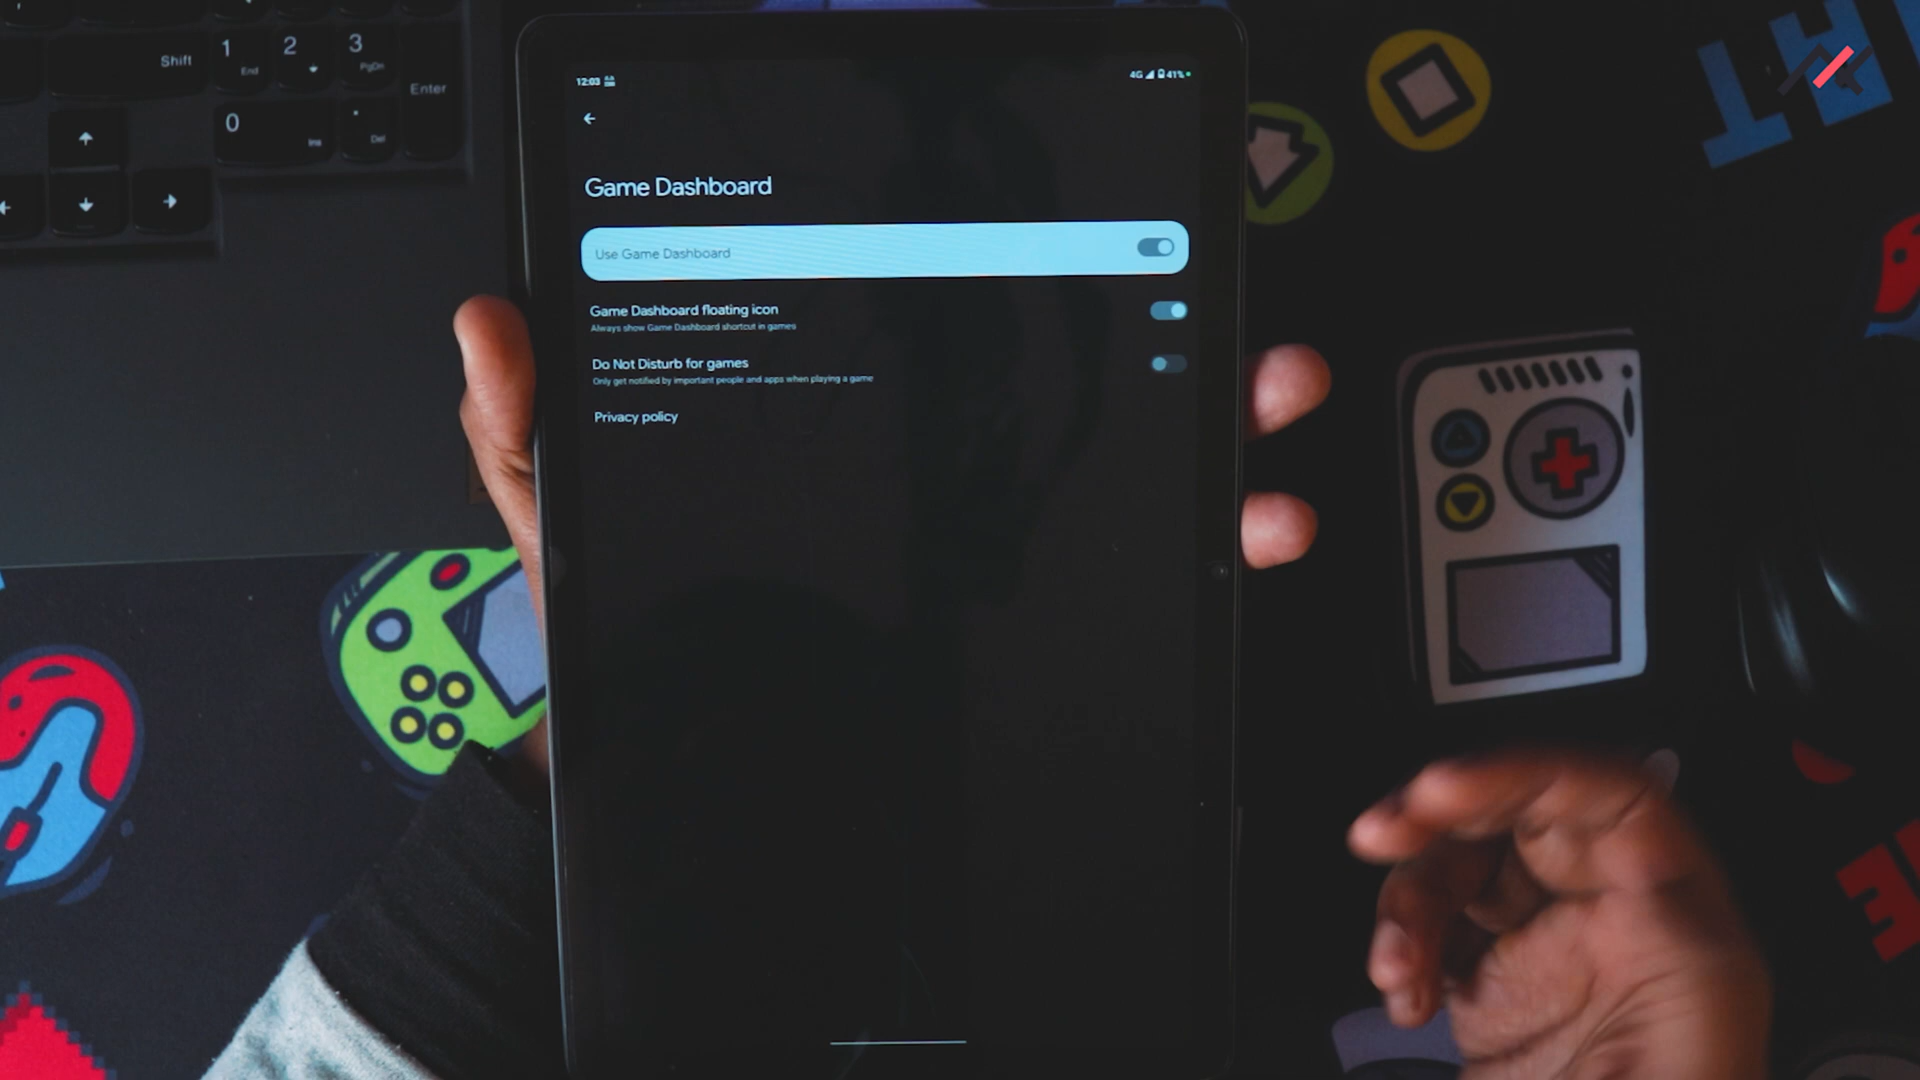 Shift
1
End
2
3
PgDn
Enter
0
Ins
.
Del
12:03
4G
41%
Game Dashboard
Use Game Dashboard
Game Dashboard floating icon
Always show Game Dashboard shortcut in games
Do Not Disturb for games
Only get notified by important people and apps when playing a game
Privacy policy